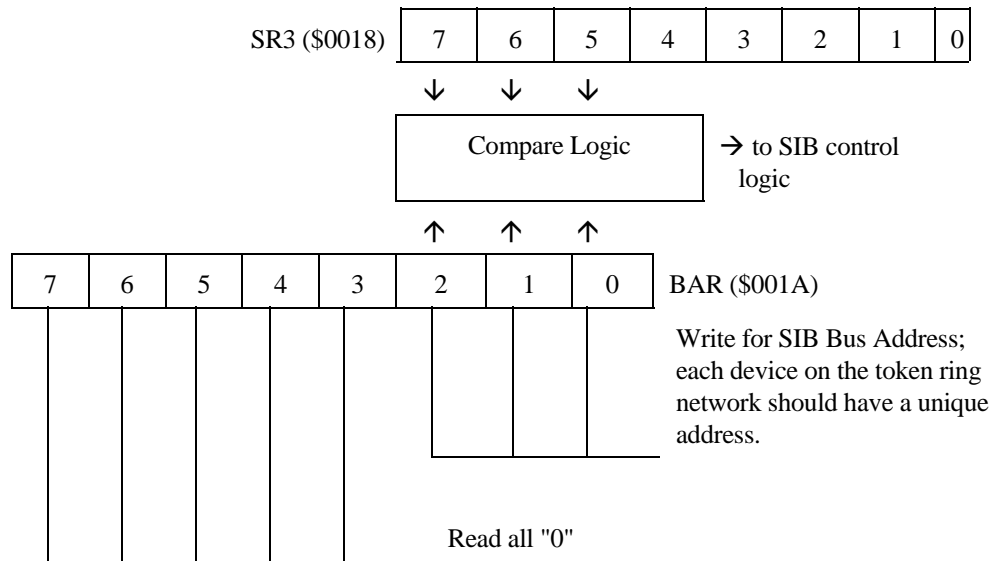 SR3 ($0018) 7 6 5 4 3 2 1 0
Compare Logic → to SIB control
logic
7 6 5 4 3 2 1 0 BAR ($001A)
Write for SIB Bus Address;
each device on the token ring
network should have a unique
address.
Read all "0"